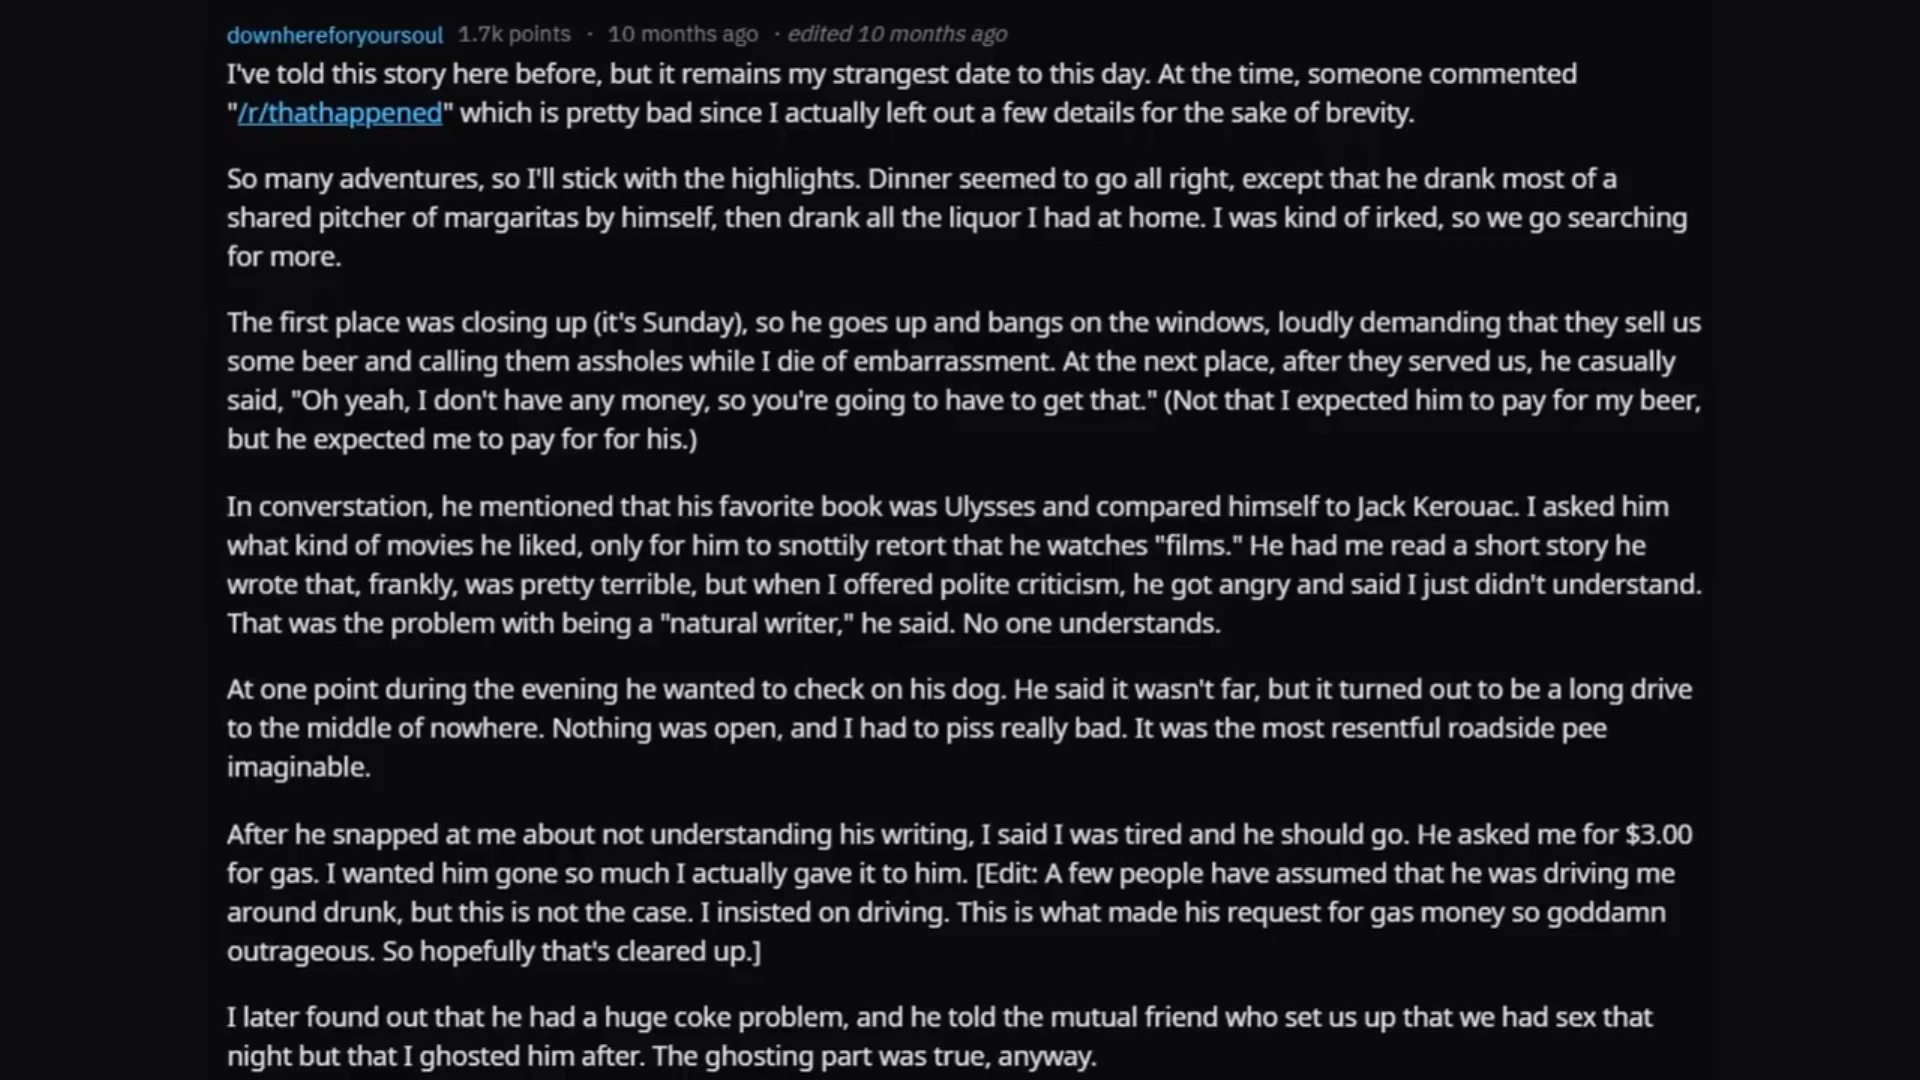 downhereforyoursoul 1.7k points · 10 months ago · edited 10 months ago
I've told this story here before, but it remains my strangest date to this day. At the time, someone commented
"/r/thathappened" which is pretty bad since I actually left out a few details for the sake of brevity.
So many adventures, so I'll stick with the highlights. Dinner seemed to go all right, except that he drank most of a
shared pitcher of margaritas by himself, then drank all the liquor I had at home. I was kind of irked, so we go searching
for more.
The first place was closing up (it's Sunday), so he goes up and bangs on the windows, loudly demanding that they sell us
some beer and calling them assholes while I die of embarrassment. At the next place, after they served us, he casually
said, "Oh yeah, I don't have any money, so you're going to have to get that." (Not that I expected him to pay for my beer,
but he expected me to pay for for his.)
In converstation, he mentioned that his favorite book was Ulysses and compared himself to Jack Kerouac. I asked him
what kind of movies he liked, only for him to snottily retort that he watches "films." He had me read a short story he
wrote that, frankly, was pretty terrible, but when I offered polite criticism, he got angry and said I just didn't understand.
That was the problem with being a "natural writer," he said. No one understands.
At one point during the evening he wanted to check on his dog. He said it wasn't far, but it turned out to be a long drive
to the middle of nowhere. Nothing was open, and I had to piss really bad. It was the most resentful roadside pee
imaginable.
After he snapped at me about not understanding his writing, I said I was tired and he should go. He asked me for $3.00
for gas. I wanted him gone so much I actually gave it to him. [Edit: A few people have assumed that he was driving me
around drunk, but this is not the case. I insisted on driving. This is what made his request for gas money so goddamn
outrageous. So hopefully that's cleared up.]
I later found out that he had a huge coke problem, and he told the mutual friend who set us up that we had sex that
night but that I ghosted him after. The ghosting part was true, anyway.